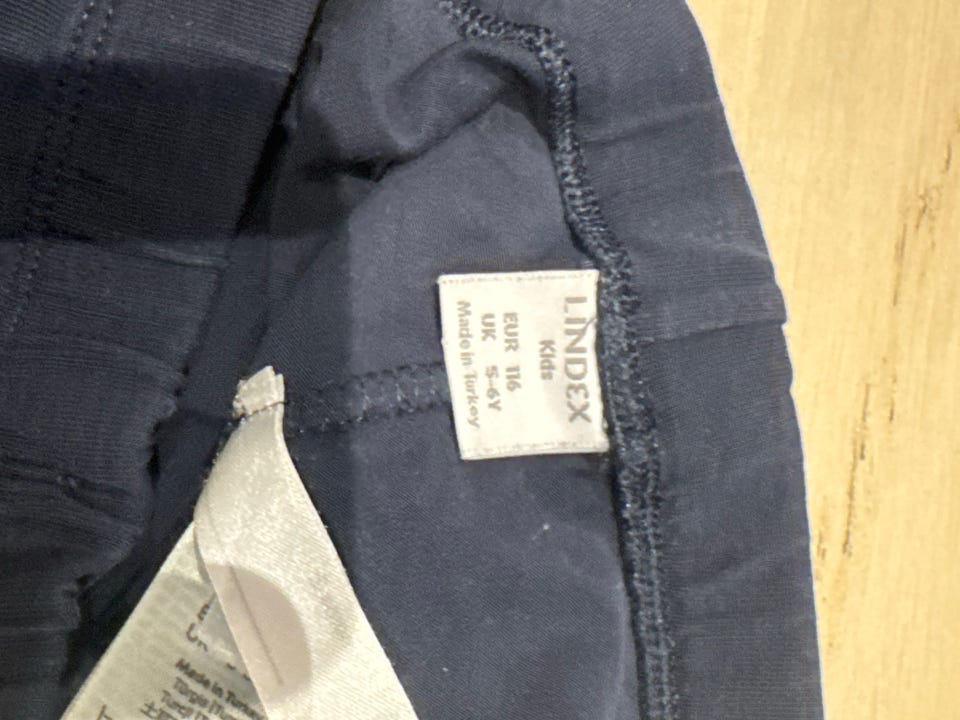 LINDEX
Kids
EUR 116
UK 5-6Y
Made in Turkey
Made in Turkey